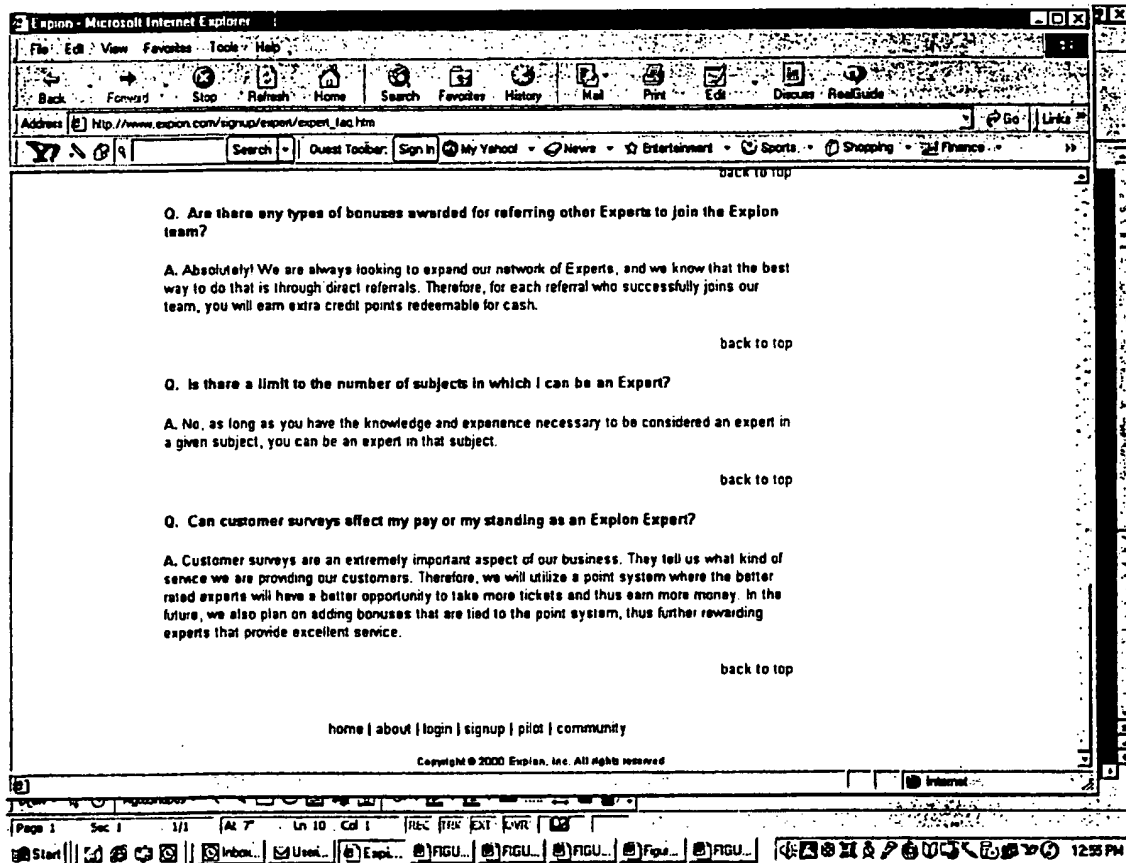 Expion - Microsoft Internet Explorer
File Edit View Favorites Tools Help
Back Forward Stop Refresh Home Search Favorites History Mail Print Edit Discuss RealGuide
Address http://www.expion.com/signup/expert/expert_faq.htm Go Links »
Y7 Search Guest Toolbar: Sign In My Yahoo! News Entertainment Sports Shopping Finance »
back to top
Q. Are there any types of bonuses awarded for referring other Experts to join the Expion
team?
A. Absolutely! We are always looking to expand our network of Experts, and we know that the best
way to do that is through direct referrals. Therefore, for each referral who successfully joins our
team, you will earn extra credit points redeemable for cash.
back to top
Q. Is there a limit to the number of subjects in which I can be an Expert?
A. No, as long as you have the knowledge and experience necessary to be considered an expert in
a given subject, you can be an expert in that subject.
back to top
Q. Can customer surveys affect my pay or my standing as an Expion Expert?
A. Customer surveys are an extremely important aspect of our business. They tell us what kind of
service we are providing our customers. Therefore, we will utilize a point system where the better
rated experts will have a better opportunity to take more tickets and thus earn more money. In the
future, we also plan on adding bonuses that are tied to the point system, thus further rewarding
experts that provide excellent service.
back to top
home | about | login | signup | pilot | community
Copyright © 2000 Expion, Inc. All rights reserved
Internet
Page 1 Sec 1 1/1 At 7" Ln 10 Col 1 REC TRK EXT OVR
Start Inbox... Useri... Expi... FIGU... FIGU... FIGU... Figu... FIGU... 12:55 PM